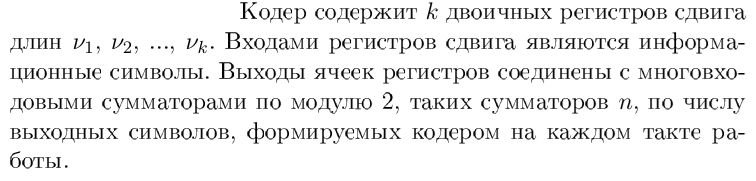 Кодер содержит k двоичных регистров сдвига
длин ν₁, ν₂, ..., νₖ. Входами регистров сдвига являются информа-
ционные символы. Выходы ячеек регистров соединены с многовхо-
довыми сумматорами по модулю 2, таких сумматоров n, по числу
выходных символов, формируемых кодером на каждом такте ра-
боты.